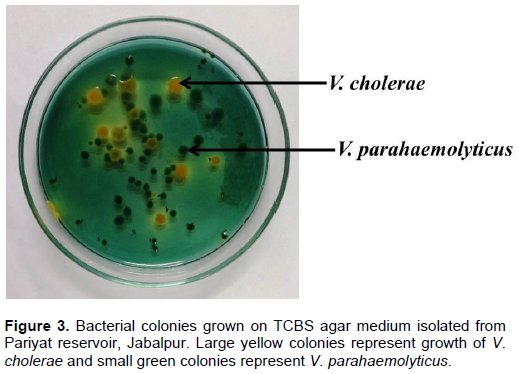 V. cholerae
V. parahaemolyticus
Figure 3. Bacterial colonies grown on TCBS agar medium isolated from
Pariyat reservoir, Jabalpur. Large yellow colonies represent growth of V.
cholerae and small green colonies represent V. parahaemolyticus.